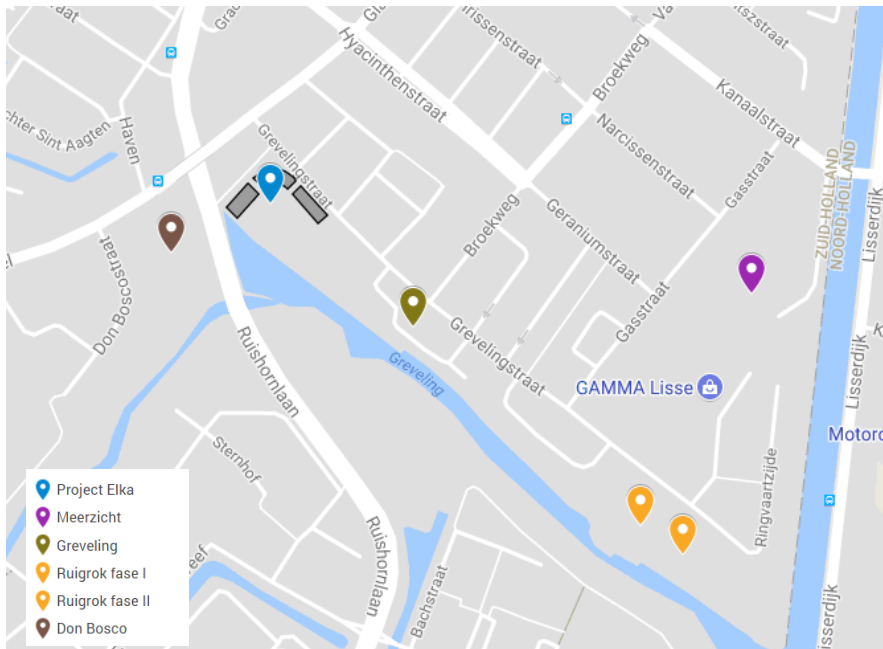 Hyacinthenstraat
Broekweg
Kanaalstraat
Narcissenstraat
Haven
Grevelingstraat
Gasstraat
ZUID-HOLLAND
NOORD-HOLLAND
Lisserdijk
Broekweg
Geraniumstraat
Don Boscostraat
Gasstraat
Ruishornlaan
Grevelingstraat
Greveling
GAMMA Lisse
Lisserdijk
Sternhof
Ringvaartzijde
Ruishornlaan
Bachstraat
Project Elka
Meerzicht
Greveling
Ruigrok fase I
Ruigrok fase II
Don Bosco